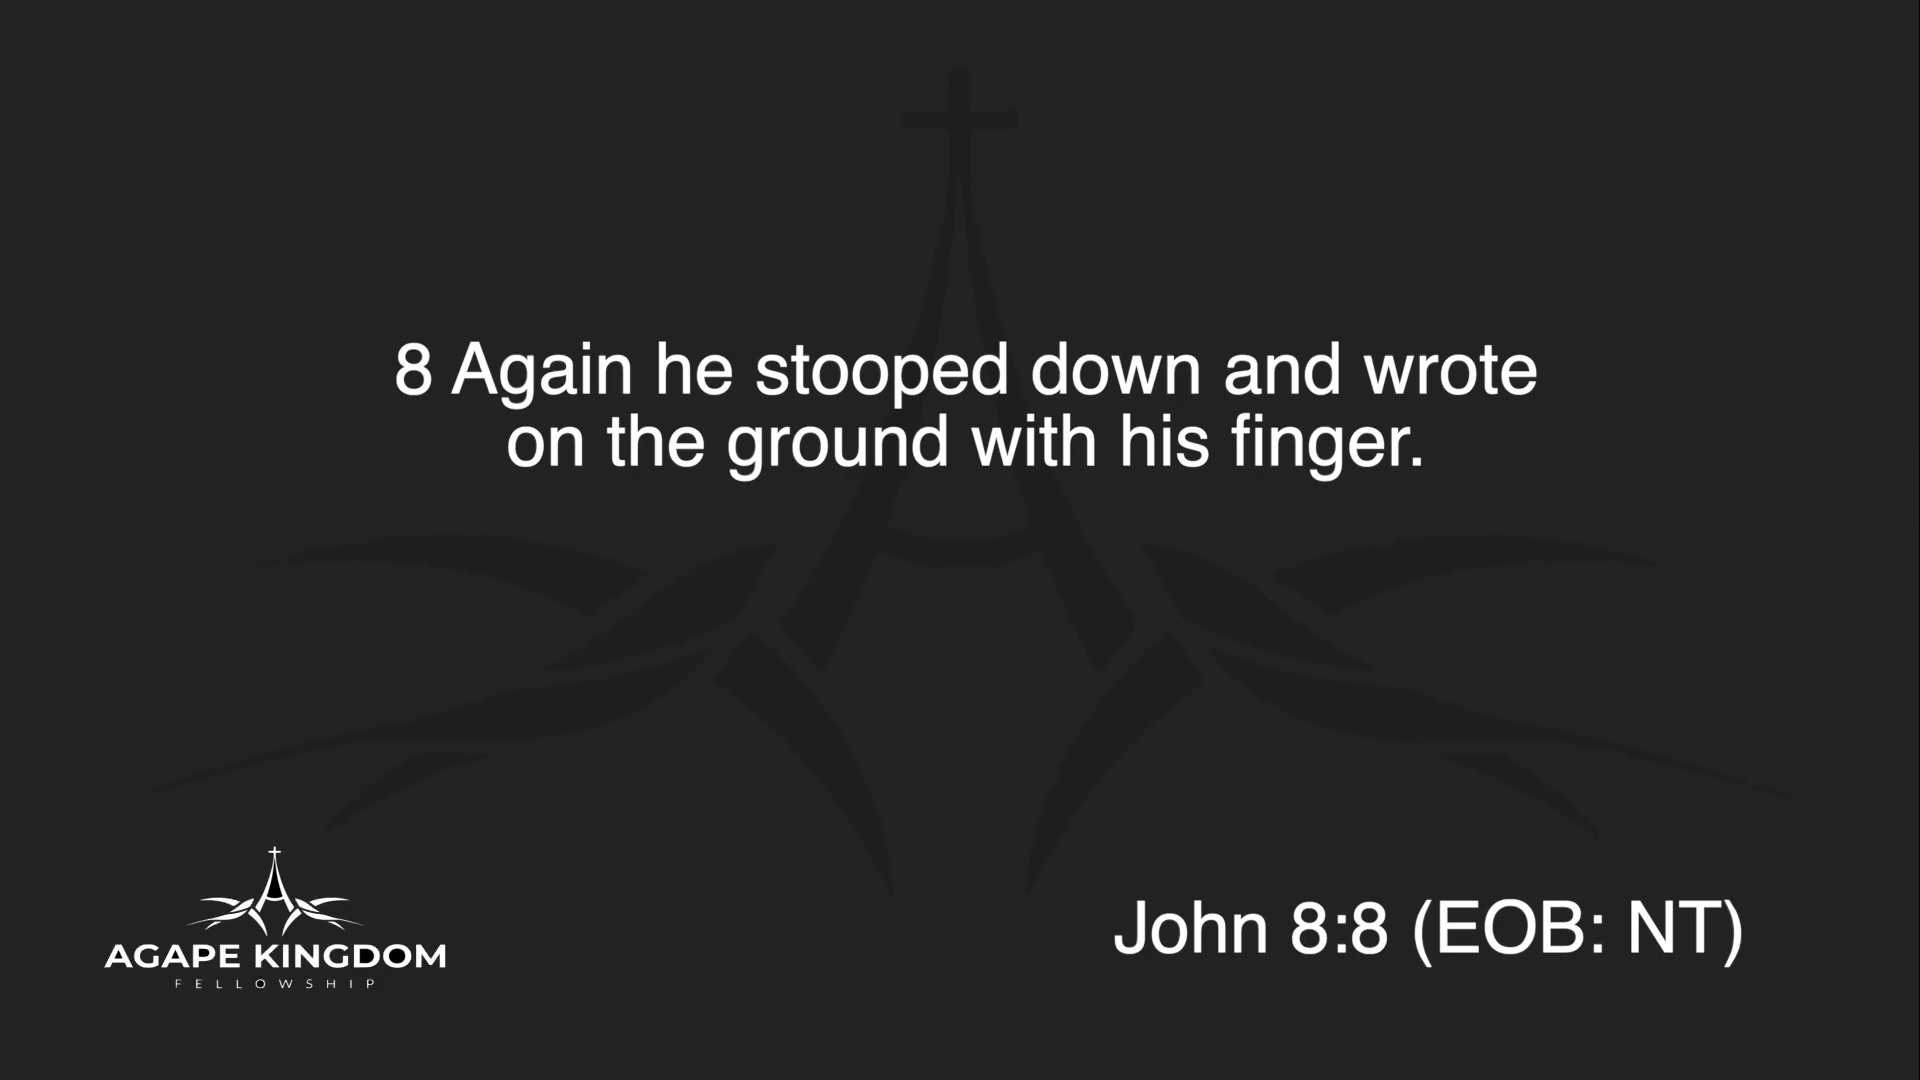 8 Again he stooped down and wrote
on the ground with his finger.
AGAPE KINGDOM
FELLOWSHIP
John 8:8 (EOB: NT)